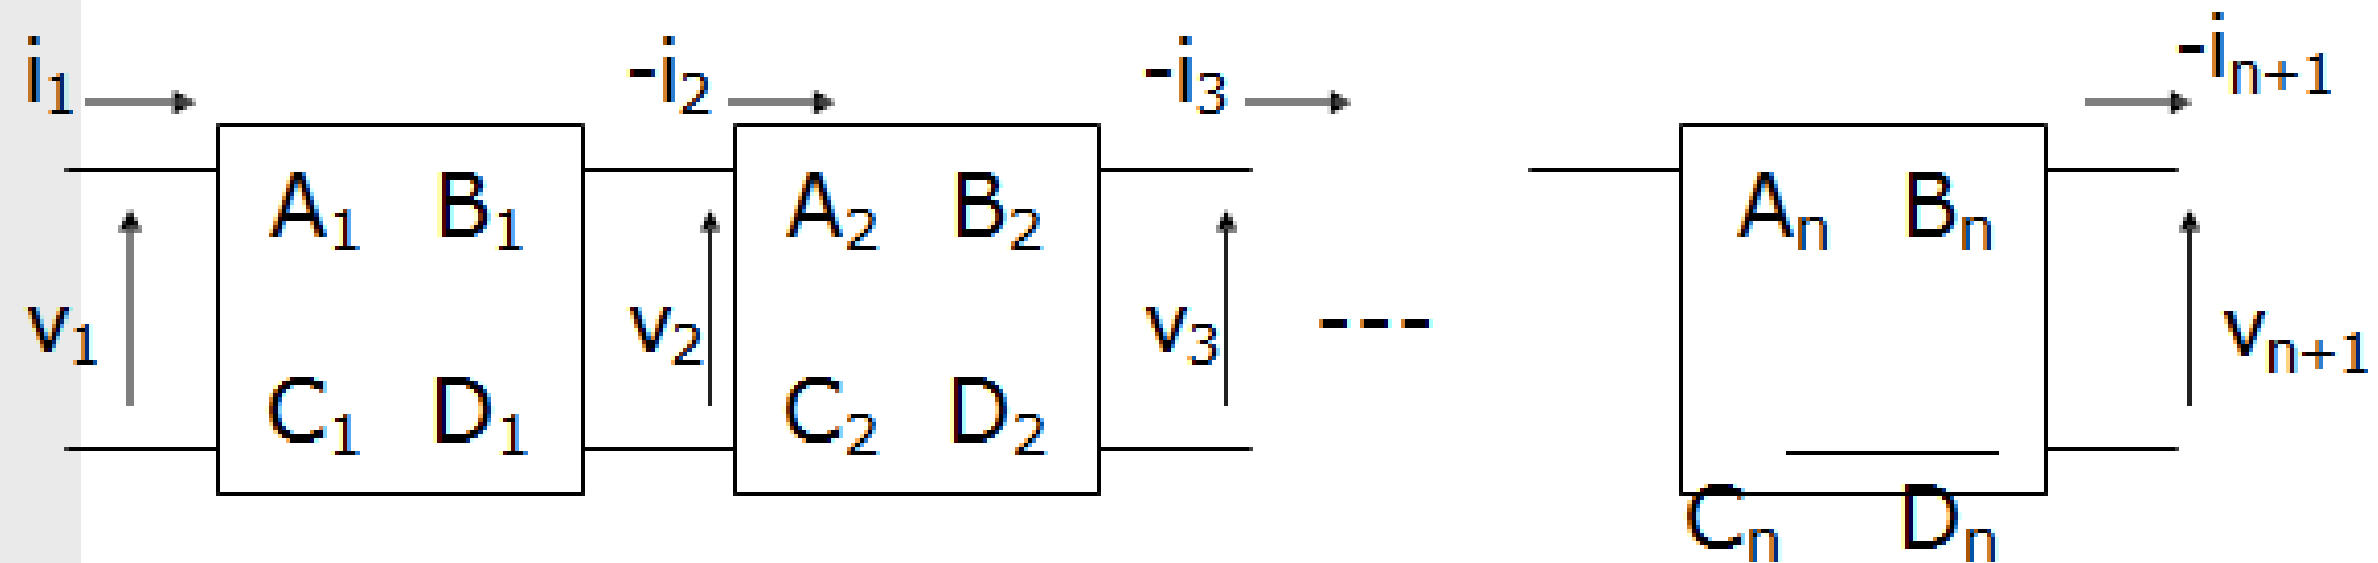 i₁ -i₂ -i₃ -iₙ₊₁
A₁ B₁ A₂ B₂ Aₙ Bₙ
v₁ v₂ v₃ --- vₙ₊₁
C₁ D₁ C₂ D₂
Cₙ Dₙ